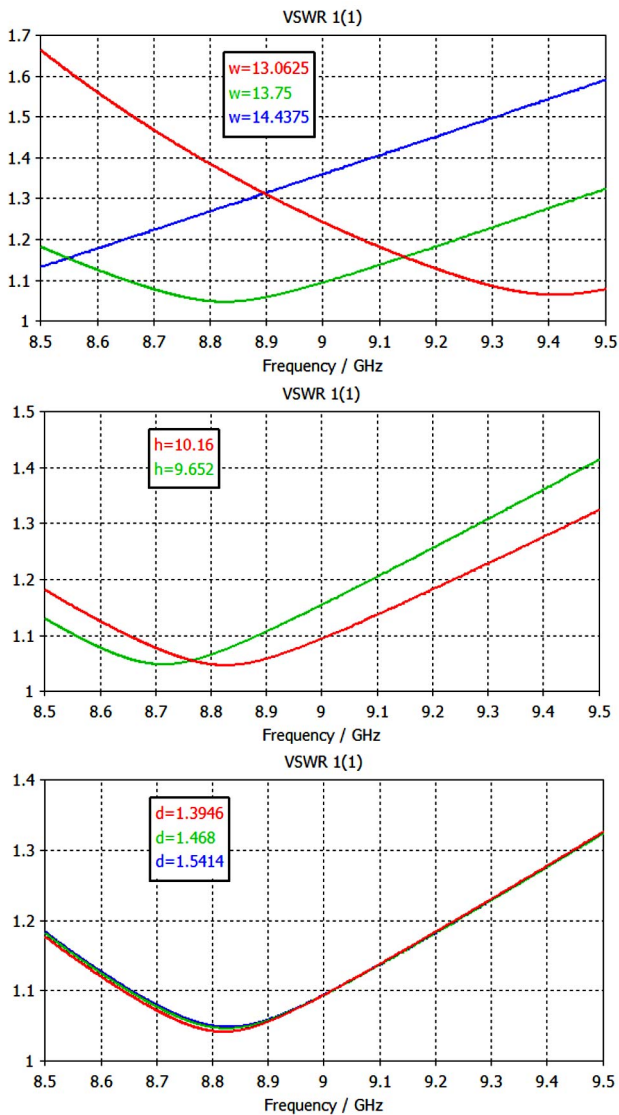 VSWR 1(1)
1.7
1.6
1.5
1.4
1.3
1.2
1.1
1
w=13.0625
w=13.75
w=14.4375
8.5 8.6 8.7 8.8 8.9 9 9.1 9.2 9.3 9.4 9.5
Frequency / GHz
VSWR 1(1)
1.5
1.4
1.3
1.2
1.1
1
h=10.16
h=9.652
8.5 8.6 8.7 8.8 8.9 9 9.1 9.2 9.3 9.4 9.5
Frequency / GHz
VSWR 1(1)
1.4
1.3
1.2
1.1
1
d=1.3946
d=1.468
d=1.5414
8.5 8.6 8.7 8.8 8.9 9 9.1 9.2 9.3 9.4 9.5
Frequency / GHz